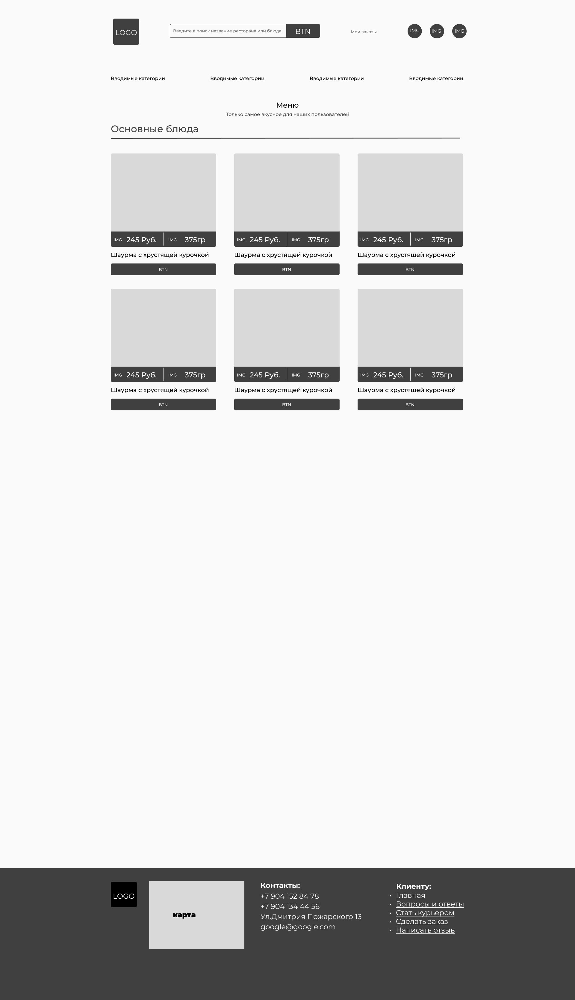 LOGO
Введите в поиск название ресторана или блюда
BTN
Мои заказы
IMG
IMG
IMG
Вводимые категории
Вводимые категории
Вводимые категории
Вводимые категории
Меню
Только самое вкусное для наших пользователей
Основные блюда
IMG 245 Руб. IMG 375гр
IMG 245 Руб. IMG 375гр
IMG 245 Руб. IMG 375гр
Шаурма с хрустящей курочкой
Шаурма с хрустящей курочкой
Шаурма с хрустящей курочкой
BTN
BTN
BTN
IMG 245 Руб. IMG 375гр
IMG 245 Руб. IMG 375гр
IMG 245 Руб. IMG 375гр
Шаурма с хрустящей курочкой
Шаурма с хрустящей курочкой
Шаурма с хрустящей курочкой
BTN
BTN
BTN
LOGO
карта
Контакты:
+7 904 152 84 78
+7 904 134 44 56
Ул.Дмитрия Пожарского 13
google@google.com
Клиенту:
• Главная
• Вопросы и ответы
• Стать курьером
• Сделать заказ
• Написать отзыв